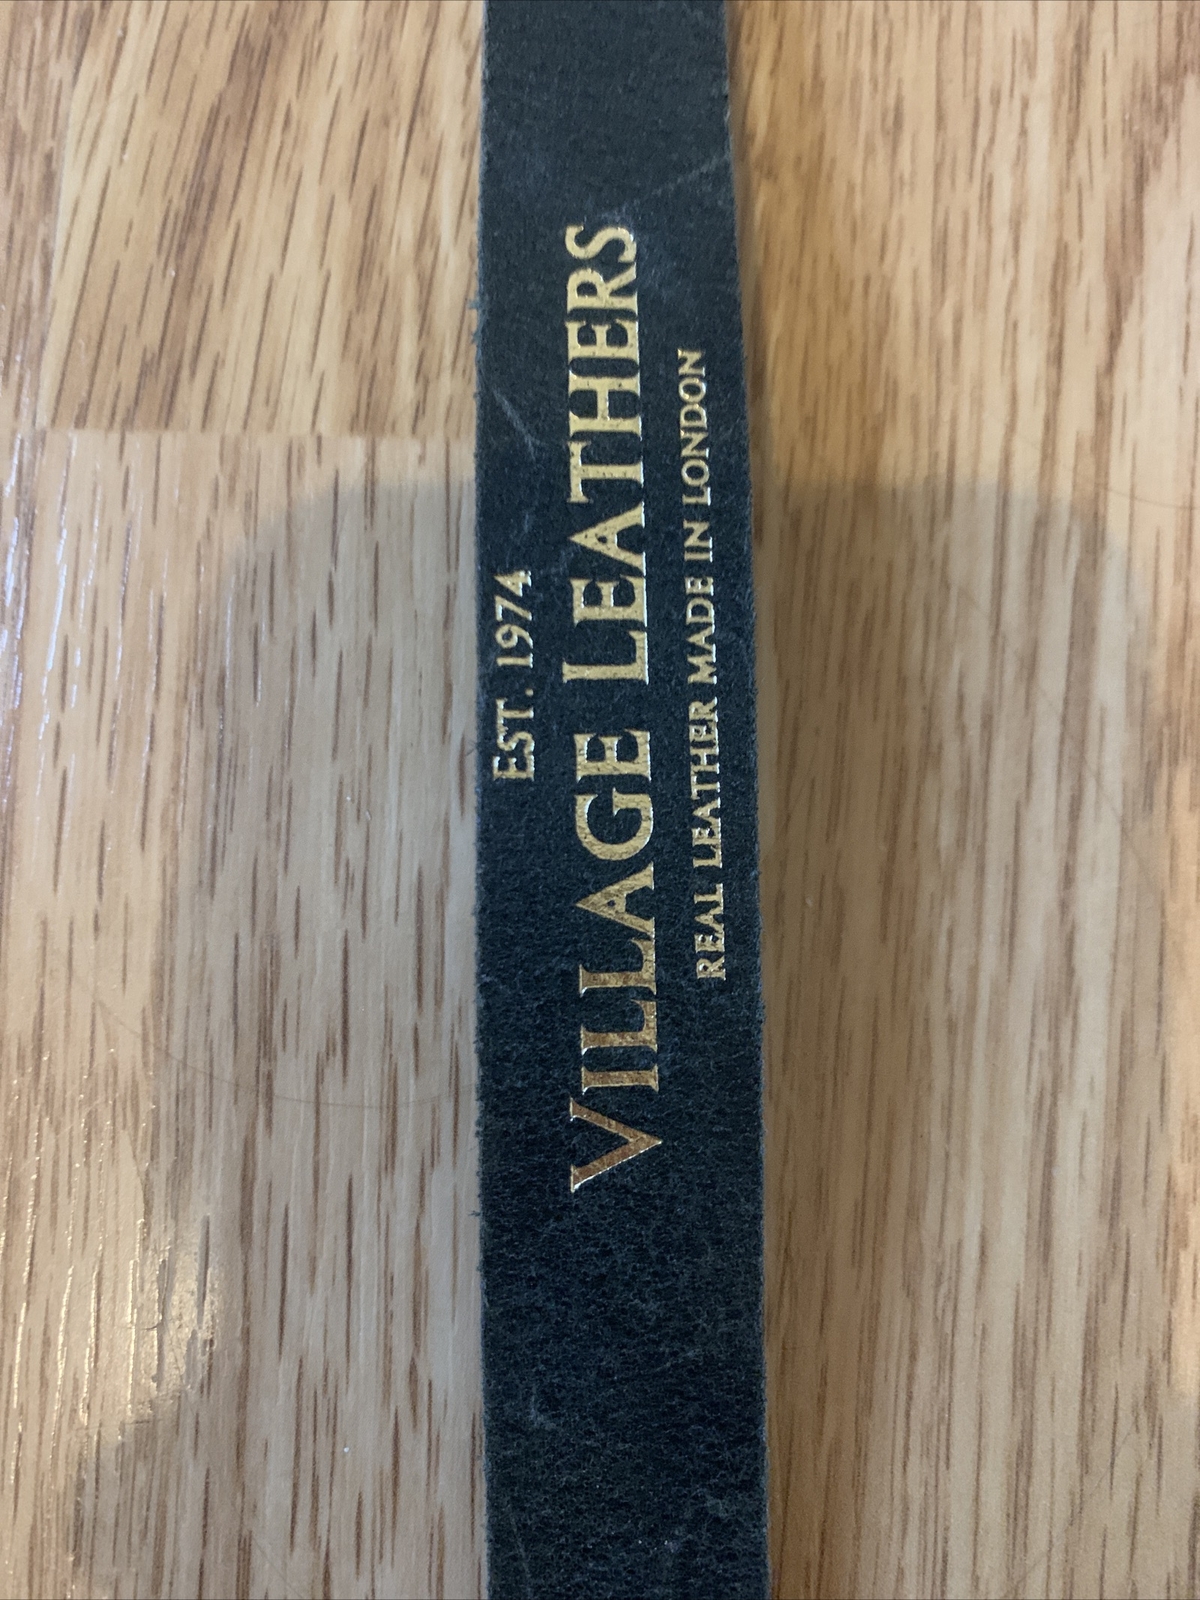 EST. 1974
VILLAGE LEATHERS
REAL LEATHER MADE IN LONDON